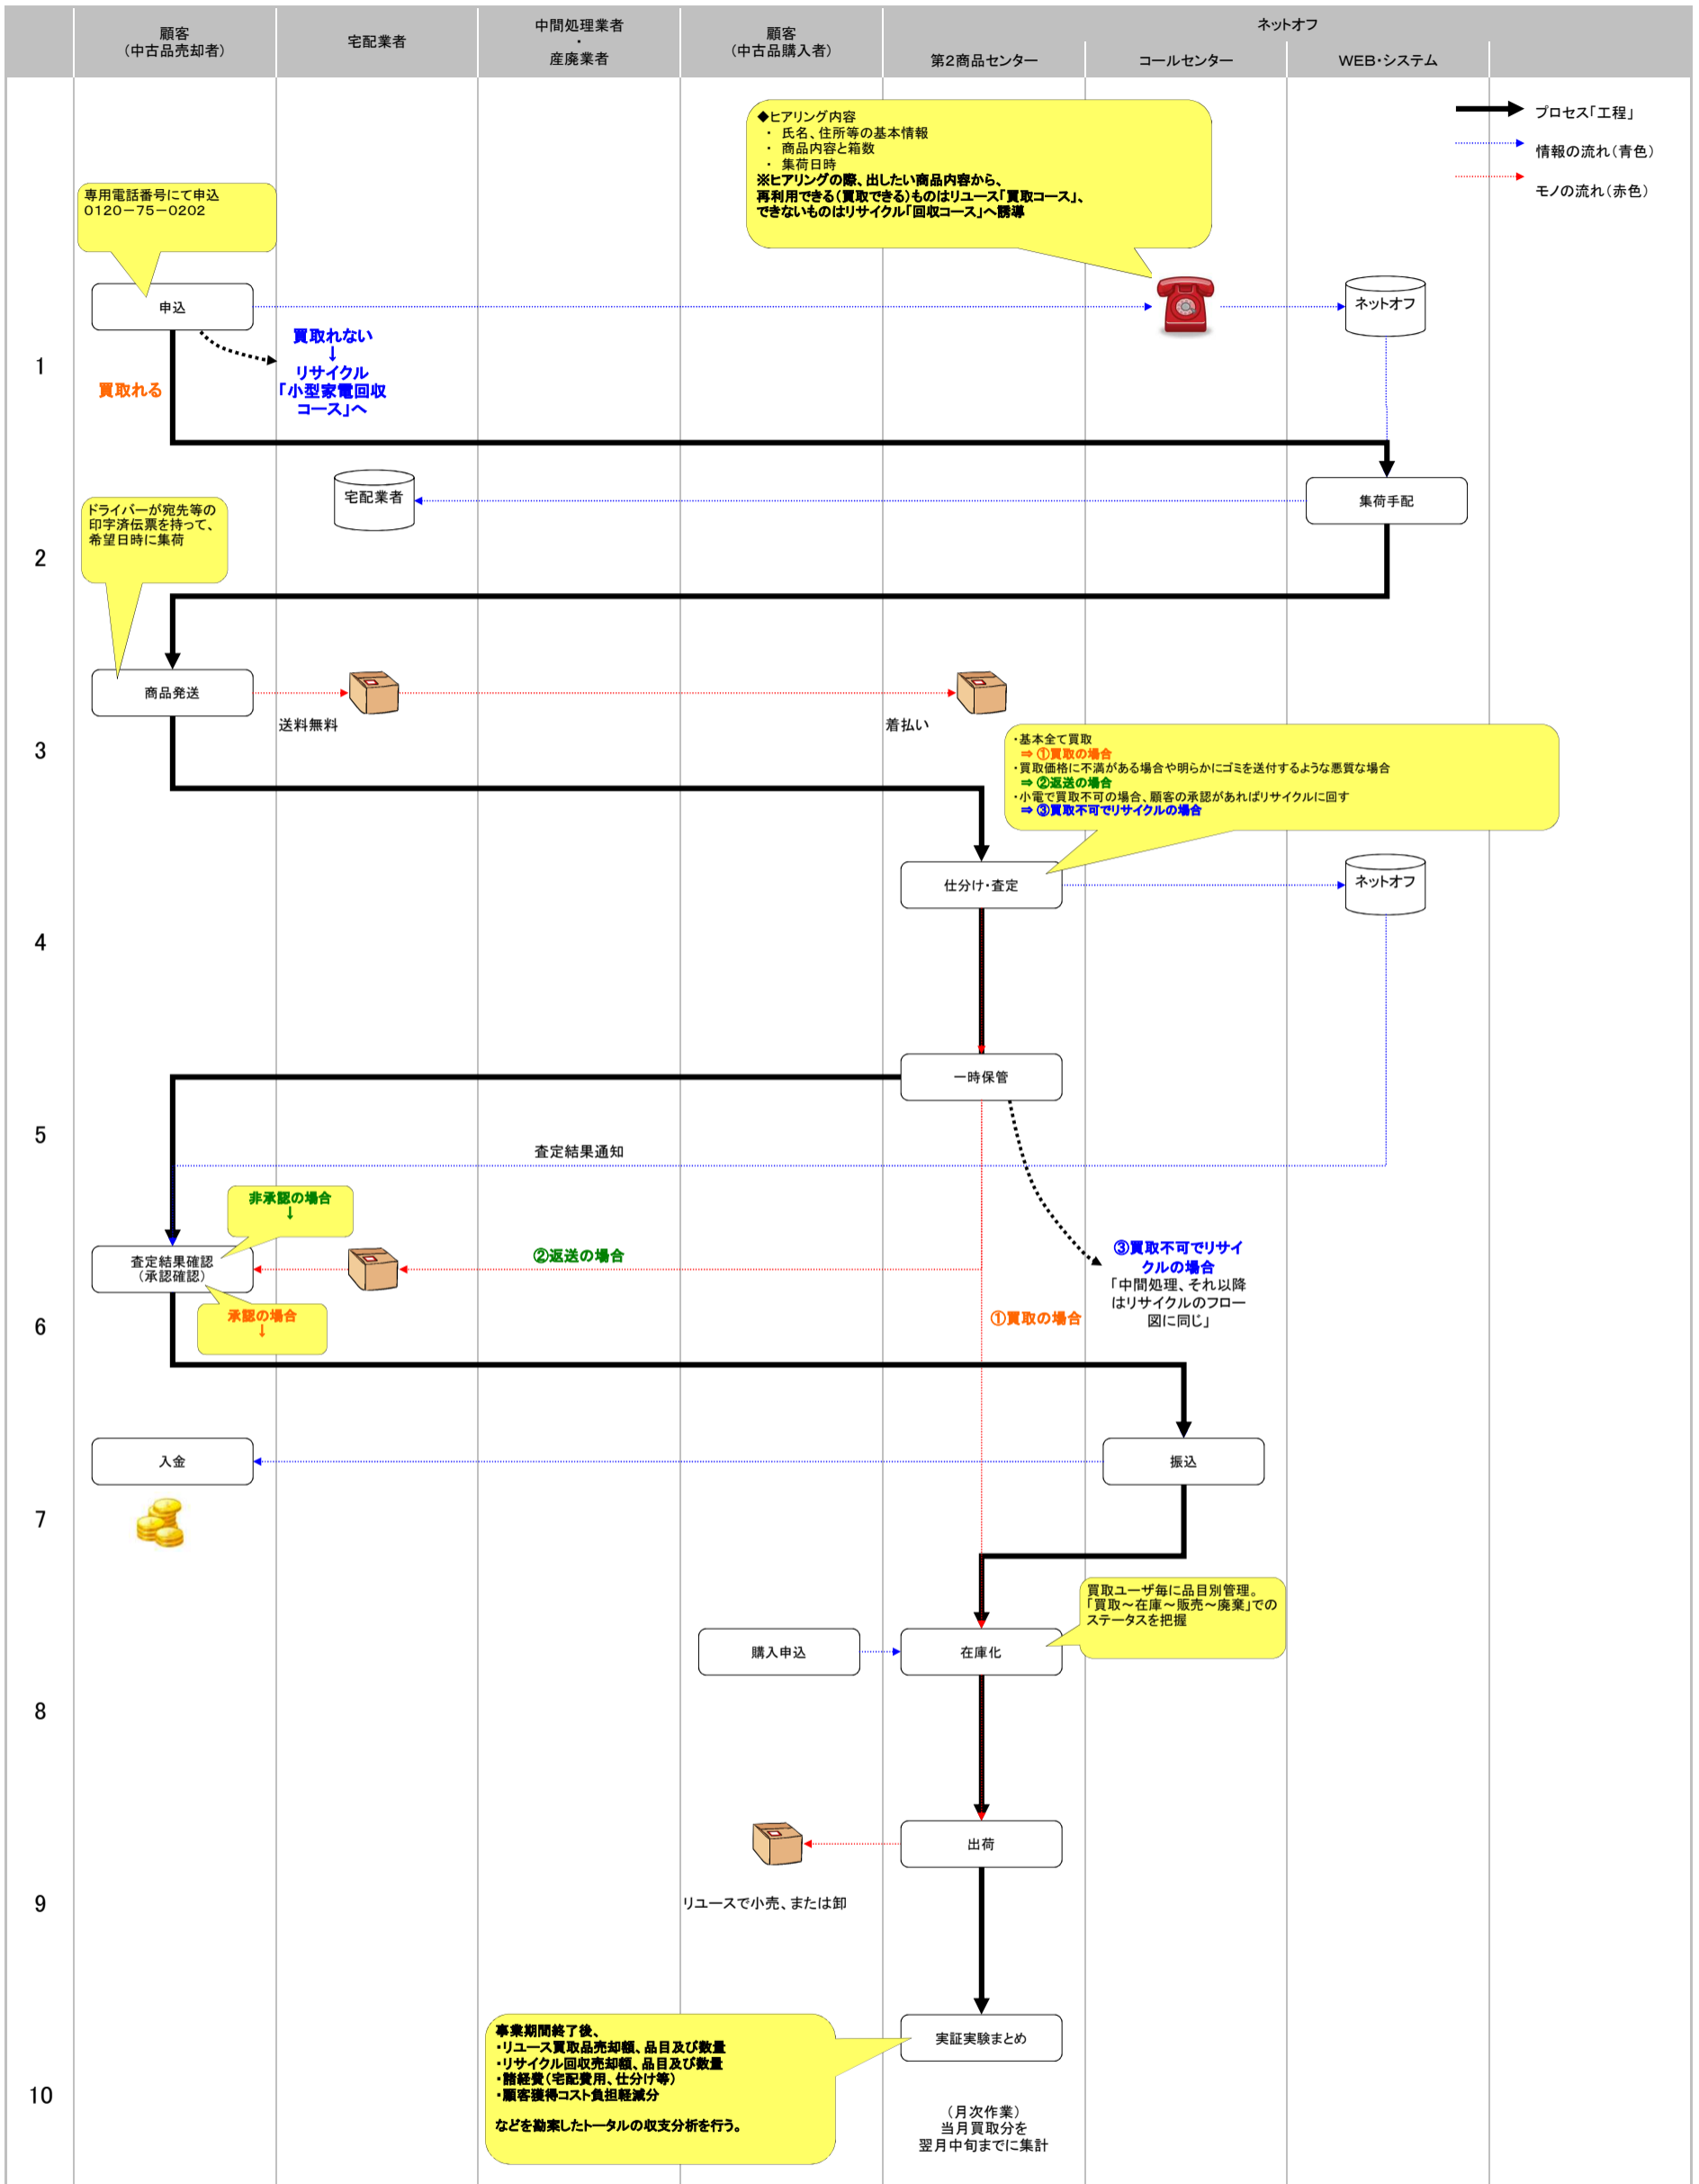 顧客
（中古品売却者）
宅配業者
中間処理業者
・
産廃業者
顧客
（中古品購入者）
ネットオフ
第2商品センター
コールセンター
WEB・システム
プロセス「工程」
情報の流れ（青色）
モノの流れ（赤色）
◆ヒアリング内容
・ 氏名、住所等の基本情報
・ 商品内容と箱数
・ 集荷日時
※ヒアリングの際、出したい商品内容から、
再利用できる（買取できる）ものはリユース「買取コース」、
できないものはリサイクル「回収コース」へ誘導
専用電話番号にて申込
0120－75－0202
申込
ネットオフ
1
買取れる
買取れない
↓
リサイクル
「小型家電回収
コース」へ
宅配業者
集荷手配
ドライバーが宛先等の
印字済伝票を持って、
希望日時に集荷
2
商品発送
送料無料
着払い
3
・基本全て買取
⇒ ①買取の場合
・買取価格に不満がある場合や明らかにゴミを送付するような悪質な場合
⇒ ②返送の場合
・小電で買取不可の場合、顧客の承認があればリサイクルに回す
⇒ ③買取不可でリサイクルの場合
仕分け・査定
ネットオフ
4
一時保管
5
査定結果通知
非承認の場合
↓
査定結果確認
（承認確認）
②返送の場合
③買取不可でリサイ
クルの場合
「中間処理、それ以降
はリサイクルのフロー
図に同じ」
承認の場合
↓
①買取の場合
6
入金
振込
7
買取ユーザ毎に品目別管理。
「買取～在庫～販売～廃棄」での
ステータスを把握
購入申込
在庫化
8
出荷
リユースで小売、または卸
9
事業期間終了後、
・リユース買取品売却額、品目及び数量
・リサイクル回収売却額、品目及び数量
・諸経費（宅配費用、仕分け等）
・顧客獲得コスト負担軽減分
などを勘案したトータルの収支分析を行う。
実証実験まとめ
10
（月次作業）
当月買取分を
翌月中旬までに集計